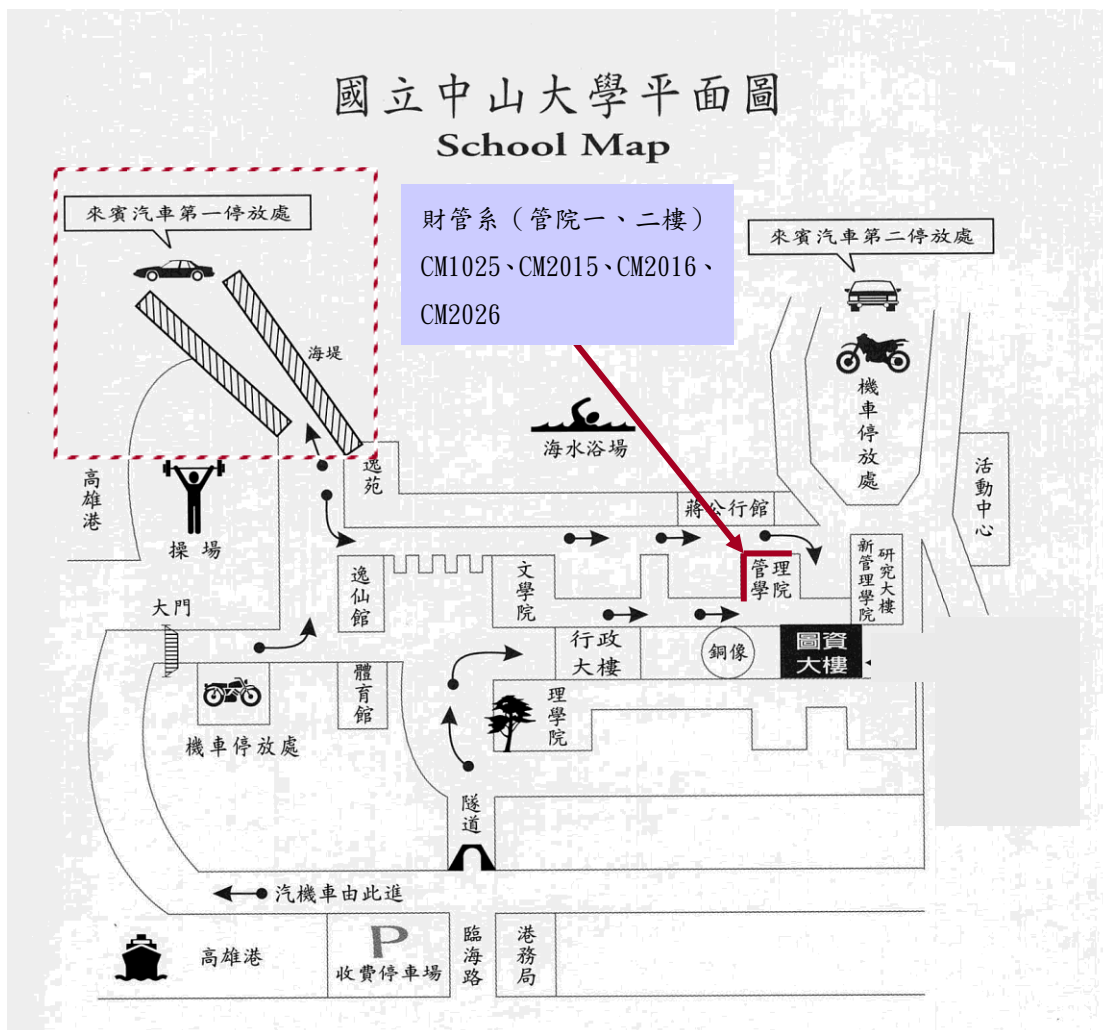 國立中山大學平面圖
School Map
來賓汽車第一停放處
財管系（管院一、二樓）
CM1025、CM2015、CM2016、
CM2026
來賓汽車第二停放處
海堤
機車停放處
海水浴場
逸苑
高雄港
活動中心
蔣公行館
操場
逸仙館
文學院
管理
學院
新管理學院
研究大樓
大門
行政
大樓
銅像
圖資
大樓
體育館
理學院
機車停放處
隧道
汽機車由此進
高雄港
P
收費停車場
臨海路
港務局